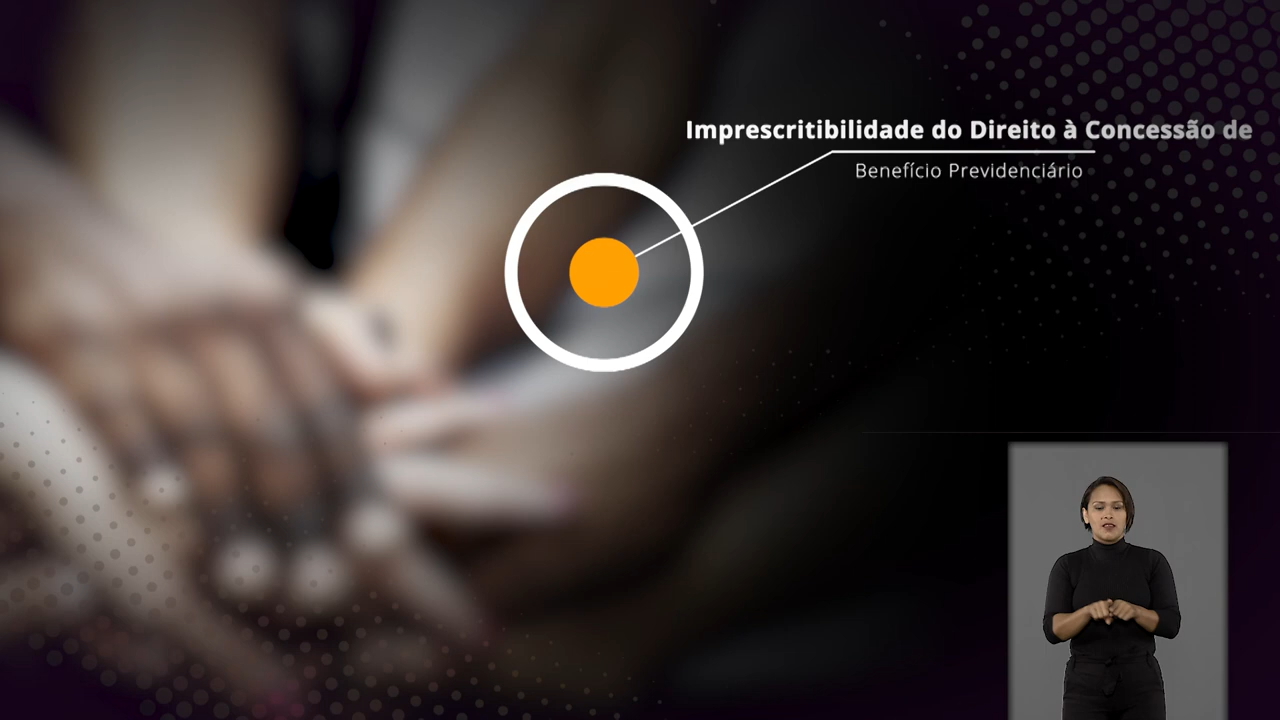 Imprescritibilidade do Direito à Concessão de
Benefício Previdenciário